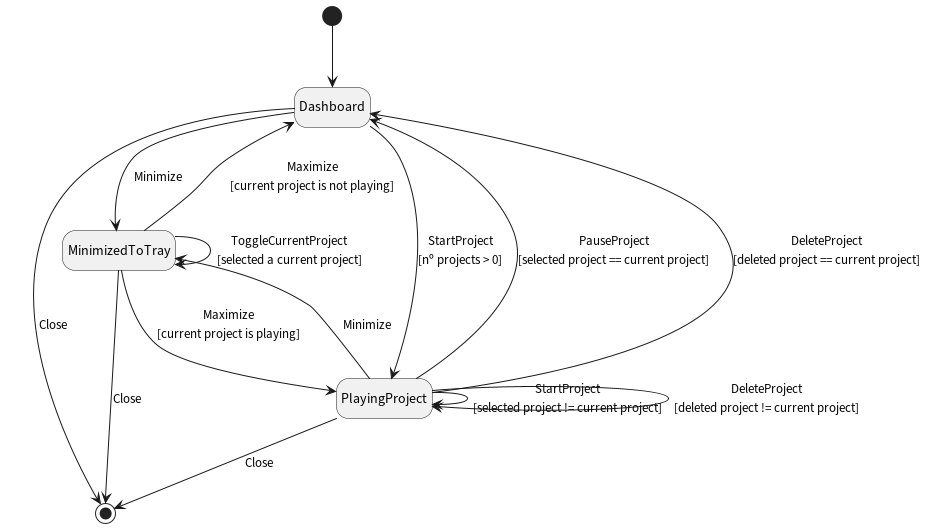 Dashboard
Minimize
Maximize
[current project is not playing]
MinimizedToTray
ToggleCurrentProject
[selected a current project]
StartProject
[nº projects > 0]
PauseProject
[selected project == current project]
DeleteProject
[deleted project == current project]
Close
Maximize
[current project is playing]
Minimize
Close
PlayingProject
StartProject
[selected project != current project]
DeleteProject
[deleted project != current project]
Close